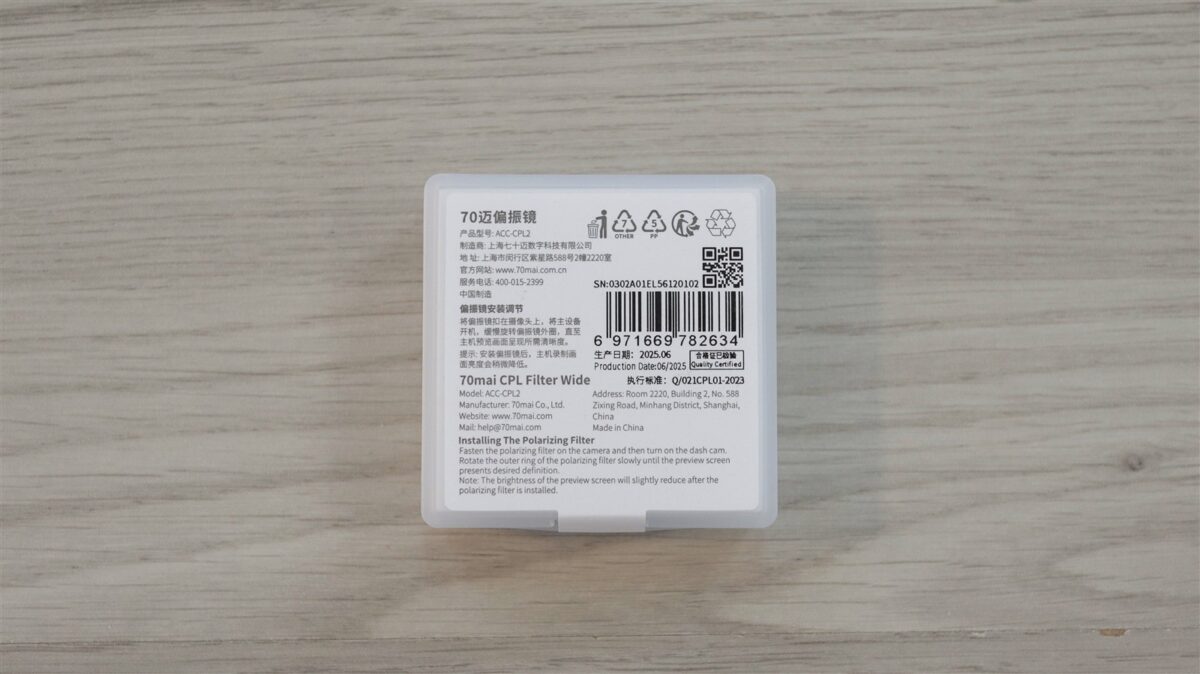 70迈偏振镜
产品型号: ACC-CPL2
制造商: 上海七十迈数字科技有限公司
地 址: 上海市闵行区紫星路588号2幢2220室
官方网站: www.70mai.com.cn
服务电话: 400-015-2399
中国制造
7
OTHER
5
PP
SN:0302A01EL56120102
6 971669 782634
偏振镜安装调节
将偏振镜扣在摄像头上，将主设备
开机，缓慢旋转偏振镜外圈，直至
主机预览画面呈现所需清晰度。
提示: 安装偏振镜后，主机录制画
面亮度会稍微降低。
生产日期: 2025.06
Production Date:06/2025
合格证已检验
Quality Certified
执行标准: Q/021CPL01-2023
70mai CPL Filter Wide
Model: ACC-CPL2
Manufacturer: 70mai Co., Ltd.
Website: www.70mai.com
Mail: help@70mai.com
Address: Room 2220, Building 2, No. 588
Zixing Road, Minhang District, Shanghai,
China
Made in China
Installing The Polarizing Filter
Fasten the polarizing filter on the camera and then turn on the dash cam.
Rotate the outer ring of the polarizing filter slowly until the preview screen
presents desired definition.
Note: The brightness of the preview screen will slightly reduce after the
polarizing filter is installed.